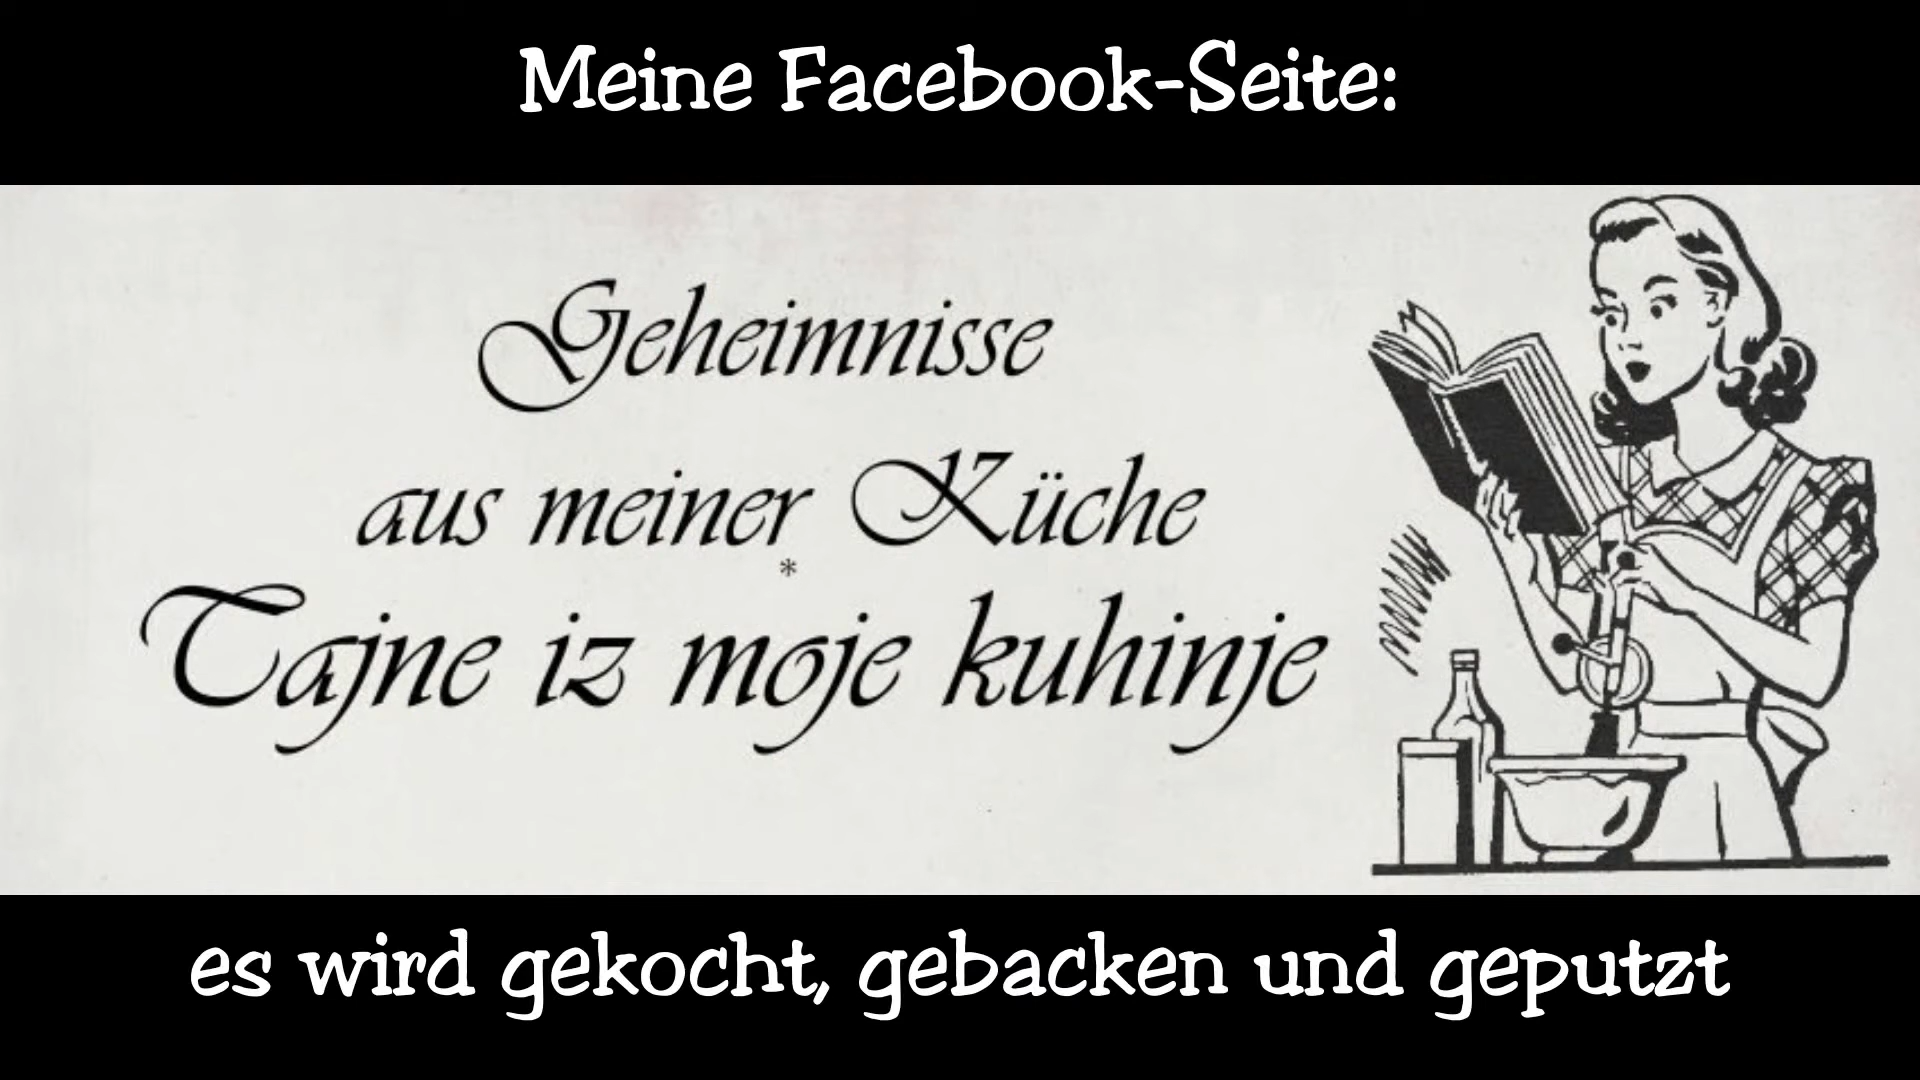 Meine Facebook-Seite:
Geheimnisse
aus meiner Küche
*
Tajne iz moje kuhinje
es wird gekocht, gebacken und geputzt